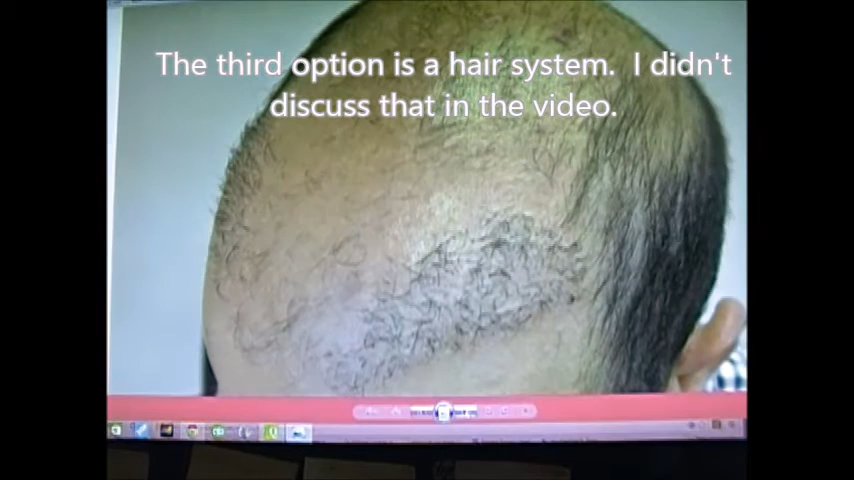 The third option is a hair system.  I didn't
discuss that in the video.